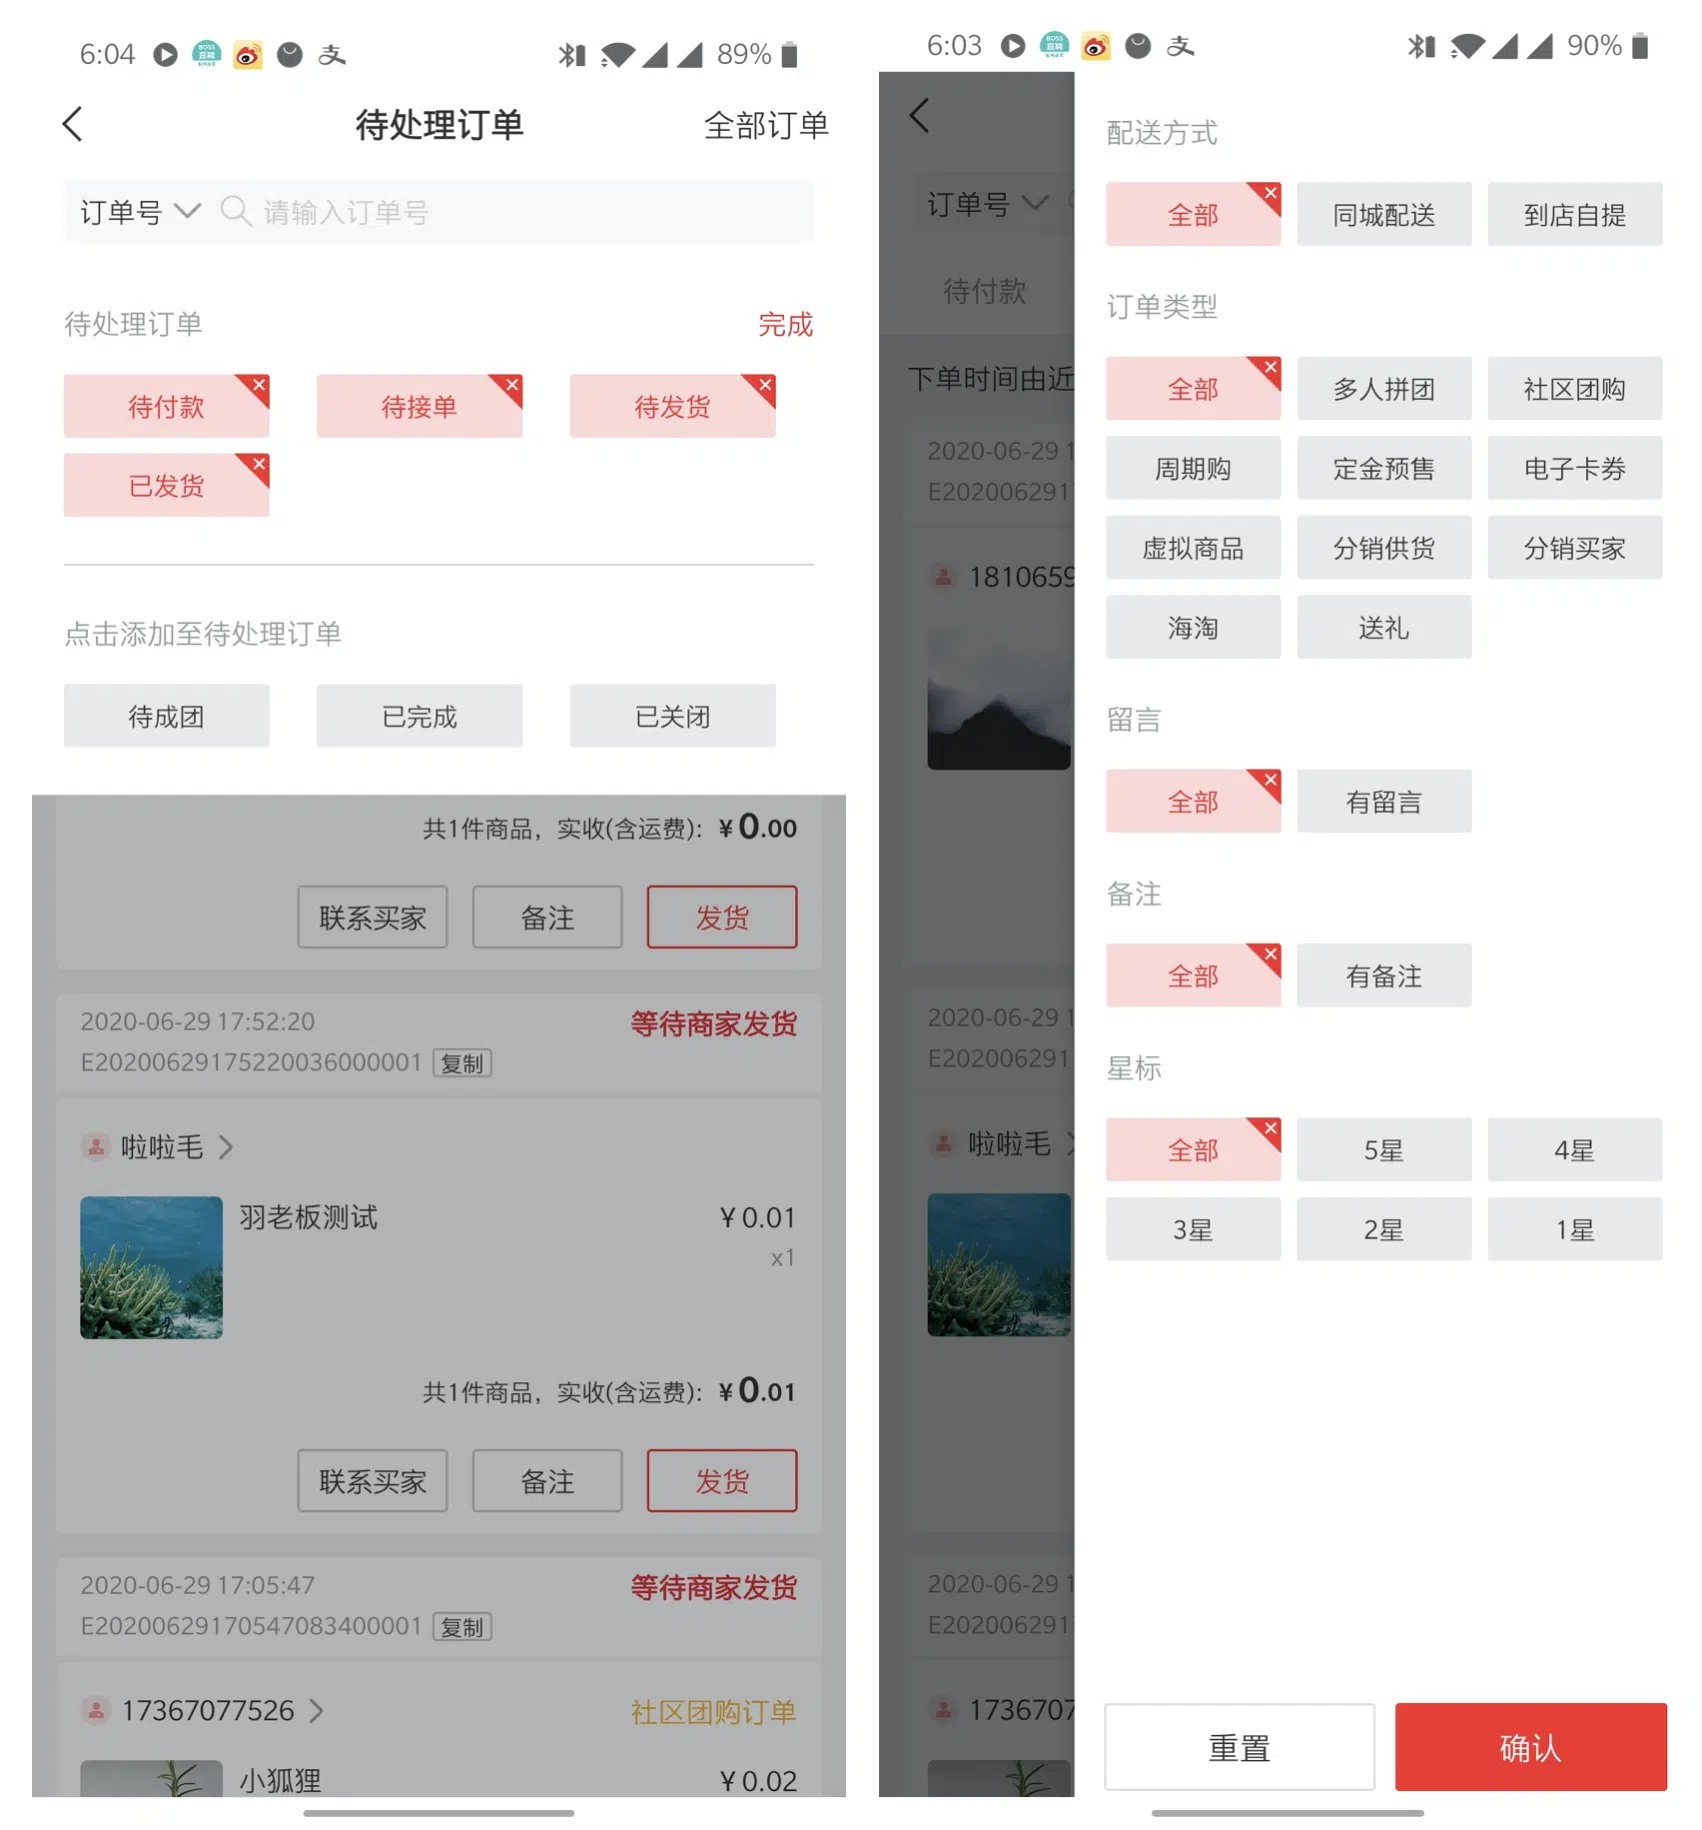 6:04
89%
待处理订单
全部订单
订单号
请输入订单号
待处理订单
完成
待付款
待接单
待发货
已发货
点击添加至待处理订单
待成团
已完成
已关闭
共1件商品，实收(含运费): ¥0.00
联系买家
备注
发货
2020-06-29 17:52:20
等待商家发货
E20200629175220036000001 复制
啦啦毛
羽老板测试
¥0.01
x1
共1件商品，实收(含运费): ¥0.01
联系买家
备注
发货
2020-06-29 17:05:47
等待商家发货
E20200629170547083400001 复制
17367077526
社区团购订单
小狐狸
¥0.02
6:03
90%
订单号
待付款
下单时间由近
2020-06-29 1
E2020062917
1810659
2020-06-29 1
E202006291
啦啦毛
2020-06-29 1
E202006291
1736707
配送方式
全部
同城配送
到店自提
订单类型
全部
多人拼团
社区团购
周期购
定金预售
电子卡券
虚拟商品
分销供货
分销买家
海淘
送礼
留言
全部
有留言
备注
全部
有备注
星标
全部
5星
4星
3星
2星
1星
重置
确认